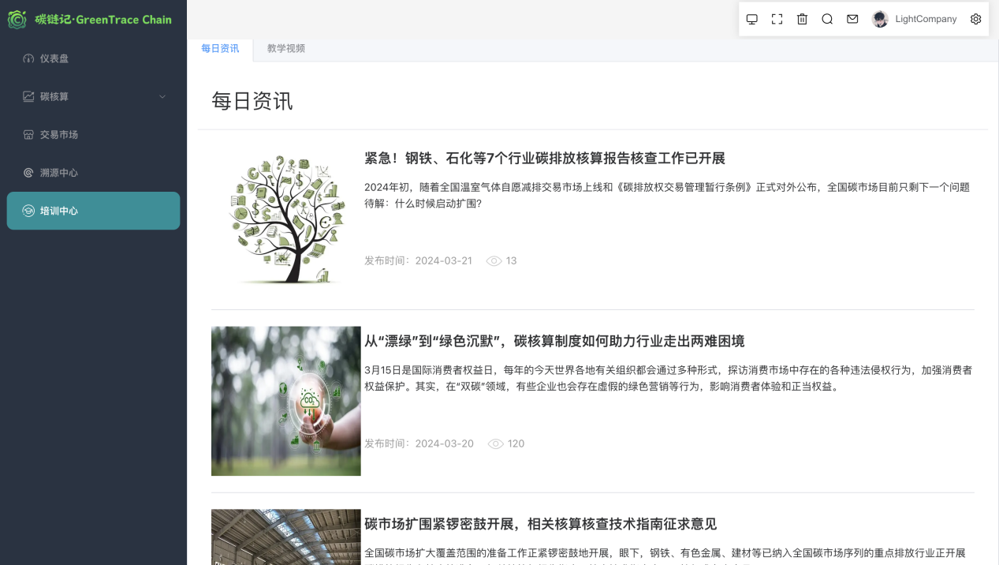 碳链记·GreenTrace Chain
LightCompany
仪表盘
碳核算
交易市场
溯源中心
培训中心
每日资讯
教学视频
每日资讯
紧急！钢铁、石化等7个行业碳排放核算报告核查工作已开展
2024年初，随着全国温室气体自愿减排交易市场上线和《碳排放权交易管理暂行条例》正式对外公布，全国碳市场目前只剩下一个问题
待解：什么时候启动扩围?
发布时间：2024-03-21 13
从“漂绿”到“绿色沉默”，碳核算制度如何助力行业走出两难困境
3月15日是国际消费者权益日，每年的今天世界各地有关组织都会通过多种形式，探访消费市场中存在的各种违法侵权行为，加强消费者
权益保护。其实，在“双碳”领域，有些企业也会存在虚假的绿色营销等行为，影响消费者体验和正当权益。
CO2
发布时间：2024-03-20 120
碳市场扩围紧锣密鼓开展，相关核算核查技术指南征求意见
全国碳市场扩大覆盖范围的准备工作正紧锣密鼓地开展，眼下，钢铁、有色金属、建材等已纳入全国碳市场序列的重点排放行业正开展